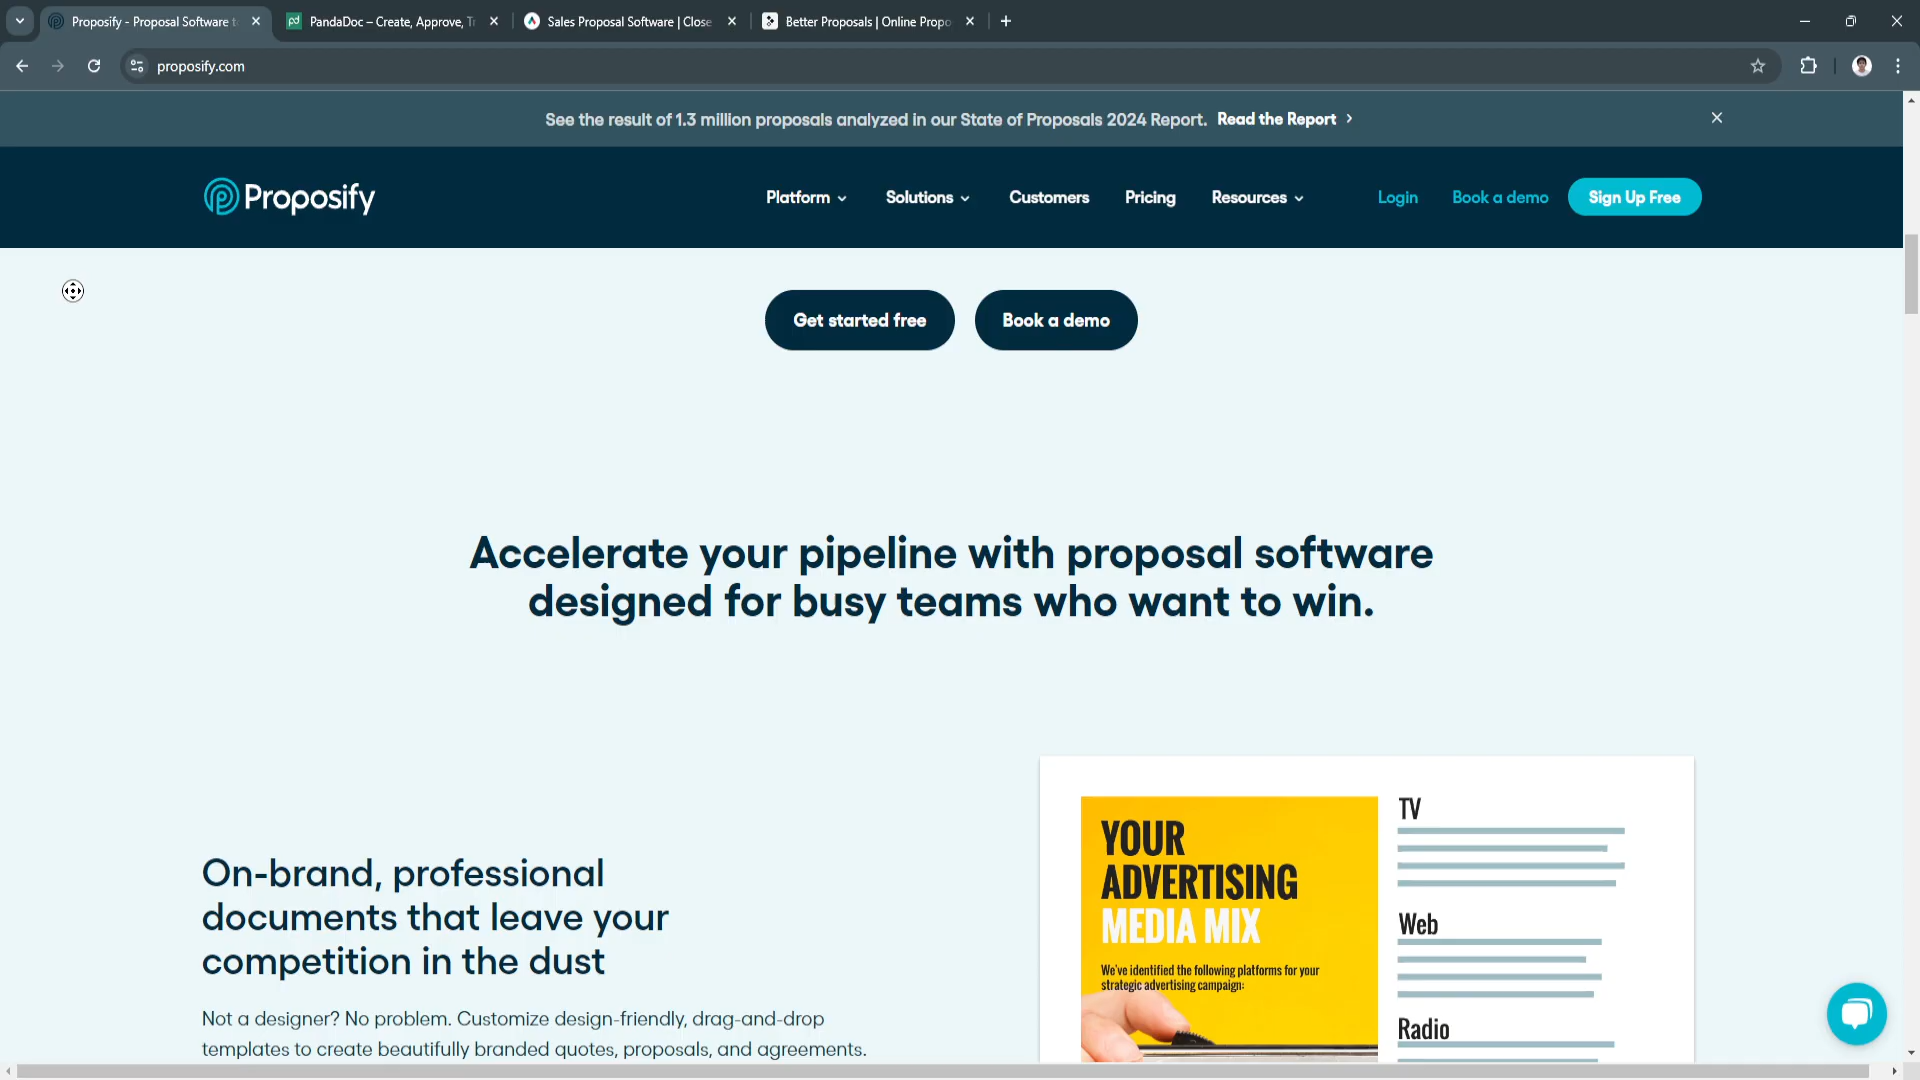 Proposify - Proposal Software t
PandaDoc – Create, Approve, Tr
Sales Proposal Software | Close
Better Proposals | Online Propo
proposify.com
See the result of 1.3 million proposals analyzed in our State of Proposals 2024 Report. Read the Report
Proposify
Platform
Solutions
Customers
Pricing
Resources
Login
Book a demo
Sign Up Free
Get started free
Book a demo
Accelerate your pipeline with proposal software
designed for busy teams who want to win.
On-brand, professional
documents that leave your
competition in the dust
Not a designer? No problem. Customize design-friendly, drag-and-drop
templates to create beautifully branded quotes, proposals, and agreements.
YOUR
ADVERTISING
MEDIA MIX
We've identified the following platforms for your
strategic advertising campaign:
TV
Web
Radio